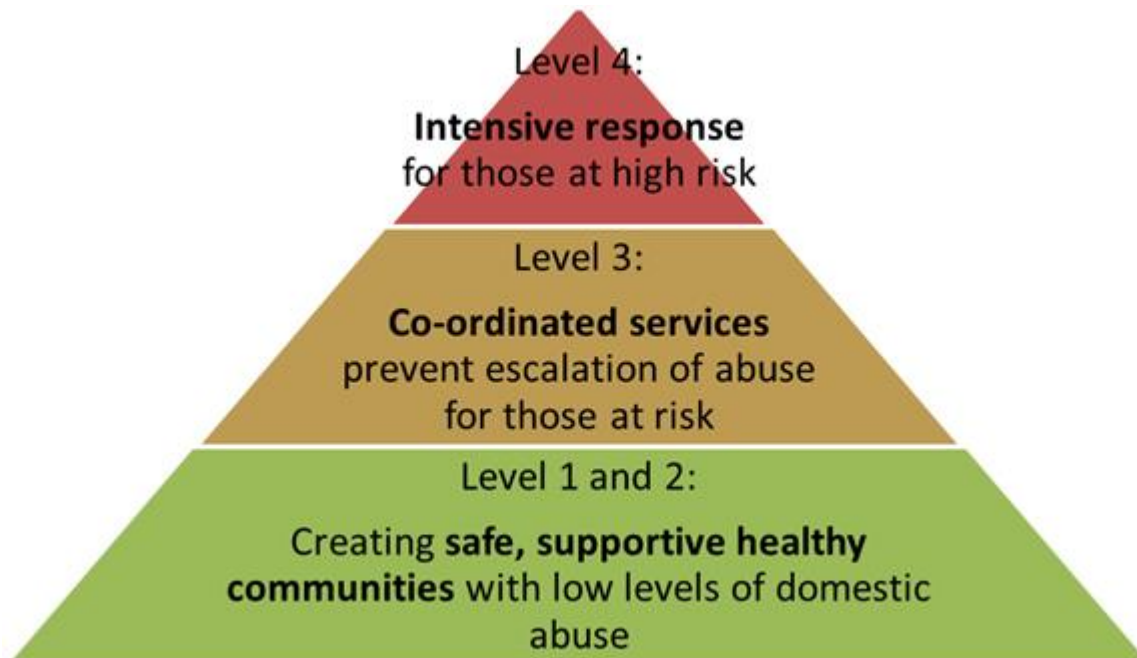 Level 4:
Intensive response
for those at high risk
Level 3:
Co-ordinated services
prevent escalation of abuse
for those at risk
Level 1 and 2:
Creating safe, supportive healthy
communities with low levels of domestic
abuse